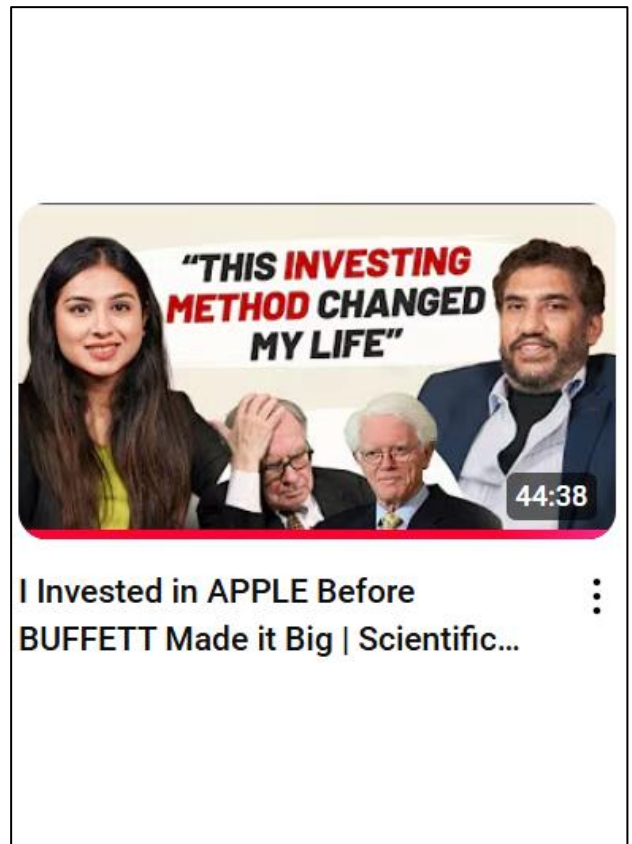 “THIS INVESTING
METHOD CHANGED
MY LIFE”
44:38
I Invested in APPLE Before
BUFFETT Made it Big | Scientific...